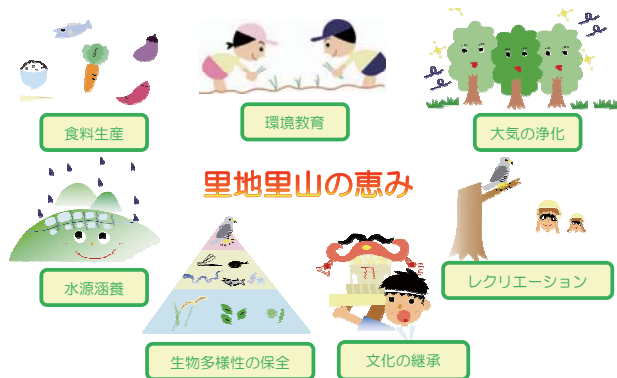 食料生産
環境教育
大気の浄化
里地里山の恵み
水源涵養
レクリエーション
生物多様性の保全
文化の継承